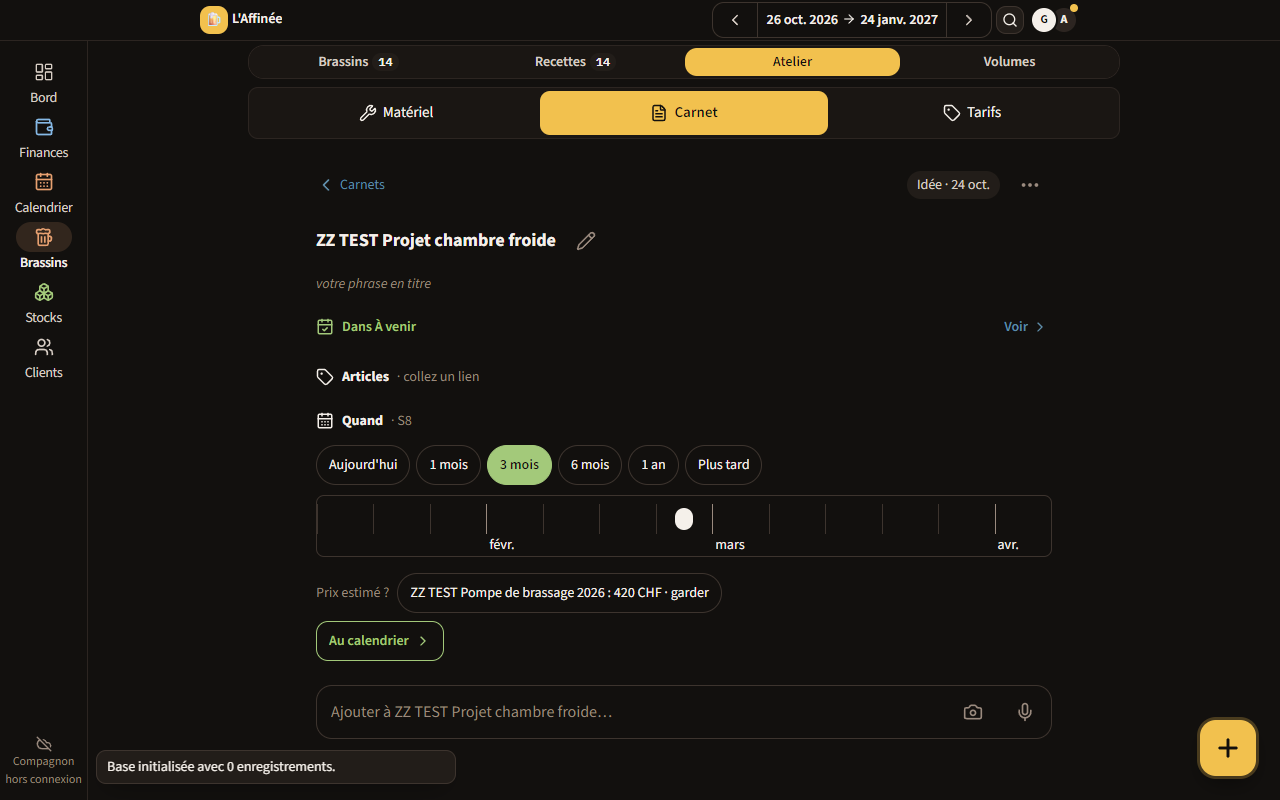 L'Affinée
26 oct. 2026 → 24 janv. 2027
G A
Bord
Finances
Calendrier
Brassins
Stocks
Clients
Compagnon
hors connexion
Brassins 14
Recettes 14
Atelier
Volumes
Matériel
Carnet
Tarifs
Carnets
Idée · 24 oct.
ZZ TEST Projet chambre froide
votre phrase en titre
Dans À venir
Voir
Articles · collez un lien
Quand · S8
Aujourd'hui
1 mois
3 mois
6 mois
1 an
Plus tard
févr.
mars
avr.
Prix estimé ?
ZZ TEST Pompe de brassage 2026 : 420 CHF · garder
Au calendrier
Ajouter à ZZ TEST Projet chambre froide…
Base initialisée avec 0 enregistrements.